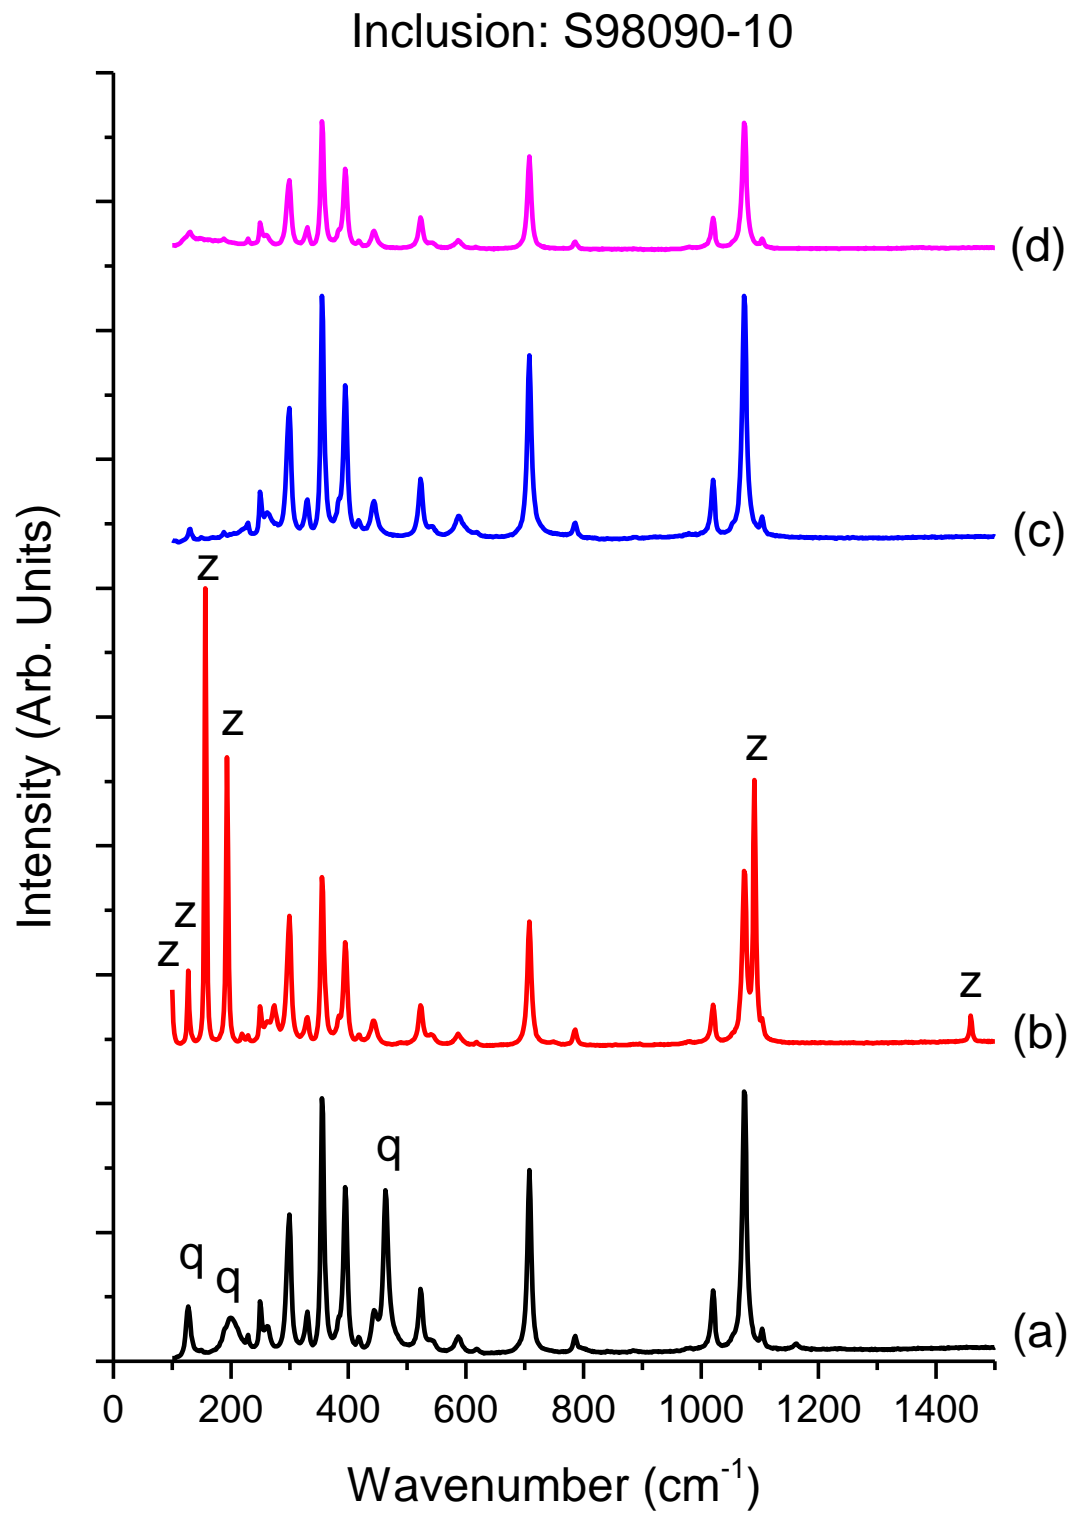 Inclusion: S98090-10
(d)
(c)
z
z
z
z
z
z
(b)
q
q
q
(a)
0 200 400 600 800 1000 1200 1400
Wavenumber (cm⁻¹)
Intensity (Arb. Units)